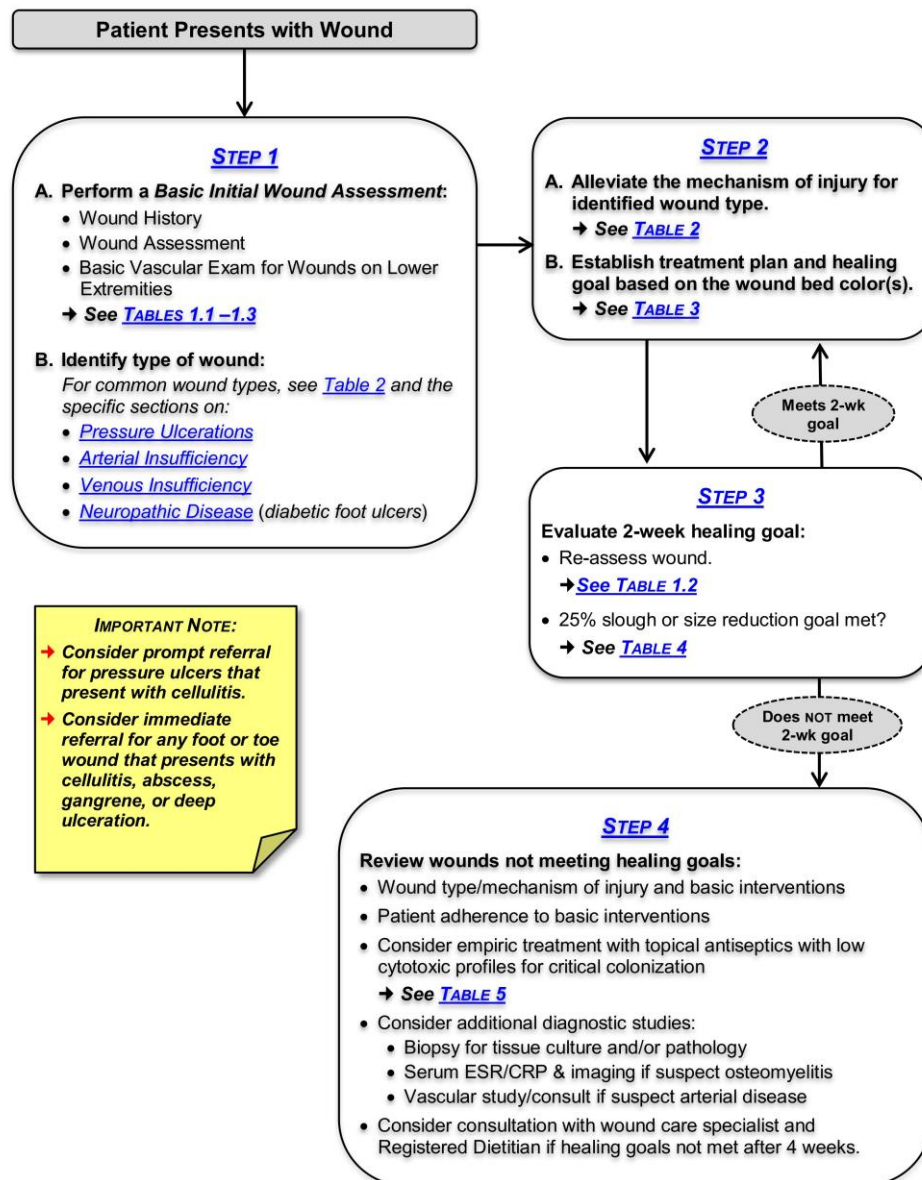 Patient Presents with Wound
STEP 1
A. Perform a Basic Initial Wound Assessment:
• Wound History
• Wound Assessment
• Basic Vascular Exam for Wounds on Lower
Extremities
➔ See TABLES 1.1 –1.3
B. Identify type of wound:
For common wound types, see Table 2 and the
specific sections on:
• Pressure Ulcerations
• Arterial Insufficiency
• Venous Insufficiency
• Neuropathic Disease (diabetic foot ulcers)
STEP 2
A. Alleviate the mechanism of injury for
identified wound type.
➔ See TABLE 2
B. Establish treatment plan and healing
goal based on the wound bed color(s).
➔ See TABLE 3
Meets 2-wk
goal
STEP 3
Evaluate 2-week healing goal:
• Re-assess wound.
➔See TABLE 1.2
• 25% slough or size reduction goal met?
➔ See TABLE 4
IMPORTANT NOTE:
➔ Consider prompt referral
for pressure ulcers that
present with cellulitis.
➔ Consider immediate
referral for any foot or toe
wound that presents with
cellulitis, abscess,
gangrene, or deep
ulceration.
Does NOT meet
2-wk goal
STEP 4
Review wounds not meeting healing goals:
• Wound type/mechanism of injury and basic interventions
• Patient adherence to basic interventions
• Consider empiric treatment with topical antiseptics with low
cytotoxic profiles for critical colonization
➔ See TABLE 5
• Consider additional diagnostic studies:
• Biopsy for tissue culture and/or pathology
• Serum ESR/CRP & imaging if suspect osteomyelitis
• Vascular study/consult if suspect arterial disease
• Consider consultation with wound care specialist and
Registered Dietitian if healing goals not met after 4 weeks.